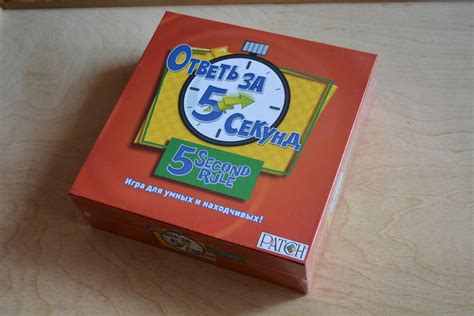 Ответь за
5 секунд
5 Second
Rule
Игра для умных и находчивых!
PATCH